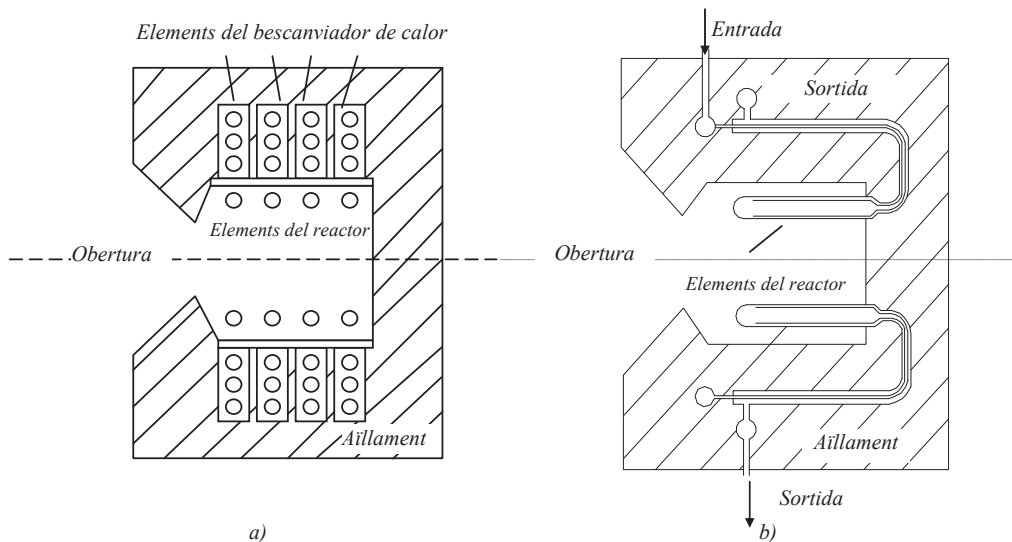 Elements del bescanviador de calor
Elements del reactor
Obertura
Aïllament
a)
Entrada
Sortida
Obertura
Elements del reactor
Aïllament
Sortida
b)